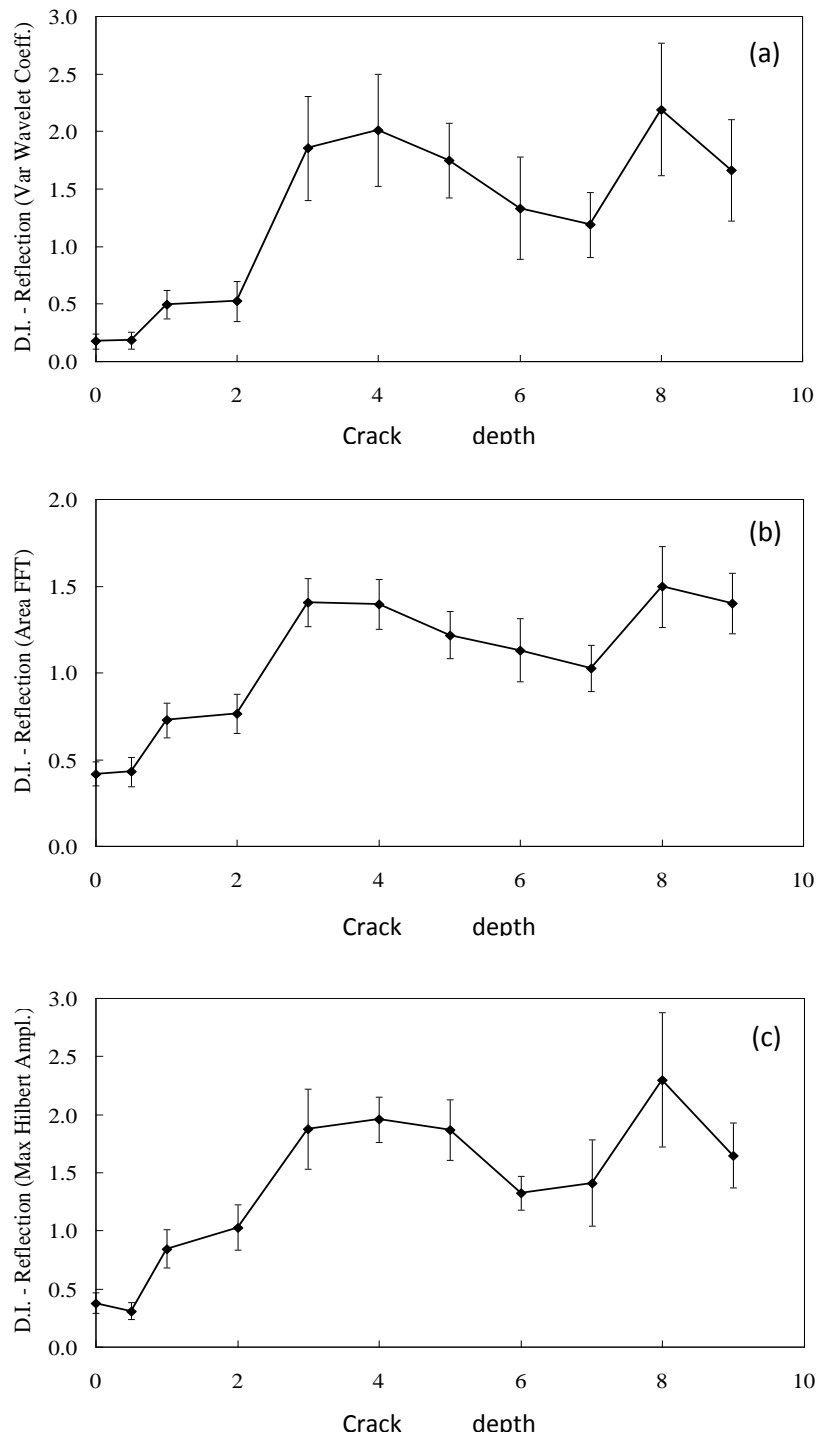 D.I. - Reflection (Var Wavelet Coeff.)
3.0
2.5
2.0
1.5
1.0
0.5
0.0
(a)
0 2 4 6 8 10
Crack depth
D.I. - Reflection (Area FFT)
2.0
1.5
1.0
0.5
0.0
(b)
0 2 4 6 8 10
Crack depth
D.I. - Reflection (Max Hilbert Ampl.)
3.0
2.5
2.0
1.5
1.0
0.5
0.0
(c)
0 2 4 6 8 10
Crack depth